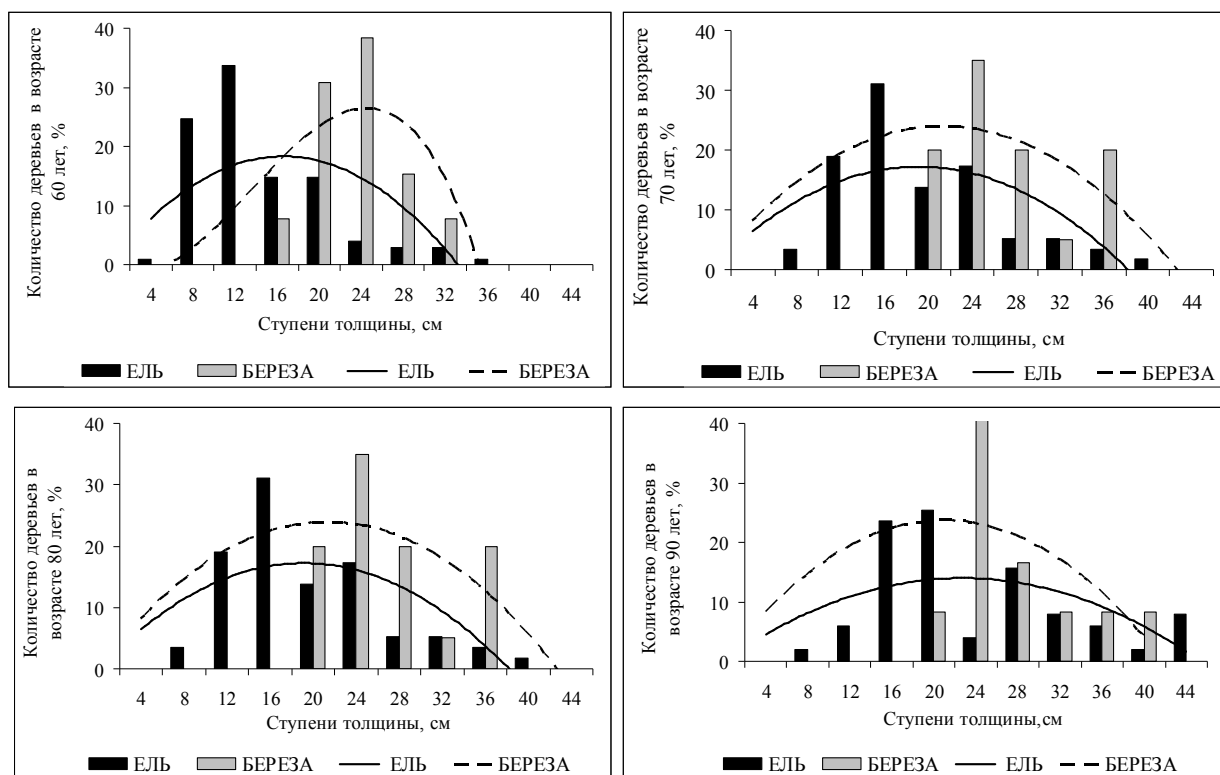 Количество деревьев в возрасте
60 лет, %
40
30
20
10
0
4 8 12 16 20 24 28 32 36 40 44
Ступени толщины, см
ЕЛЬ БЕРЕЗА ЕЛЬ БЕРЕЗА
Количество деревьев в возрасте
70 лет, %
40
30
20
10
0
4 8 12 16 20 24 28 32 36 40 44
Ступени толщины, см
ЕЛЬ БЕРЕЗА ЕЛЬ БЕРЕЗА
Количество деревьев в
возрасте 80 лет, %
40
30
20
10
0
4 8 12 16 20 24 28 32 36 40 44
Ступени толщины, см
ЕЛЬ БЕРЕЗА ЕЛЬ БЕРЕЗА
Количество деревьев в
возрасте 90 лет, %
40
30
20
10
0
4 8 12 16 20 24 28 32 36 40 44
Ступени толщины,см
ЕЛЬ БЕРЕЗА ЕЛЬ БЕРЕЗА